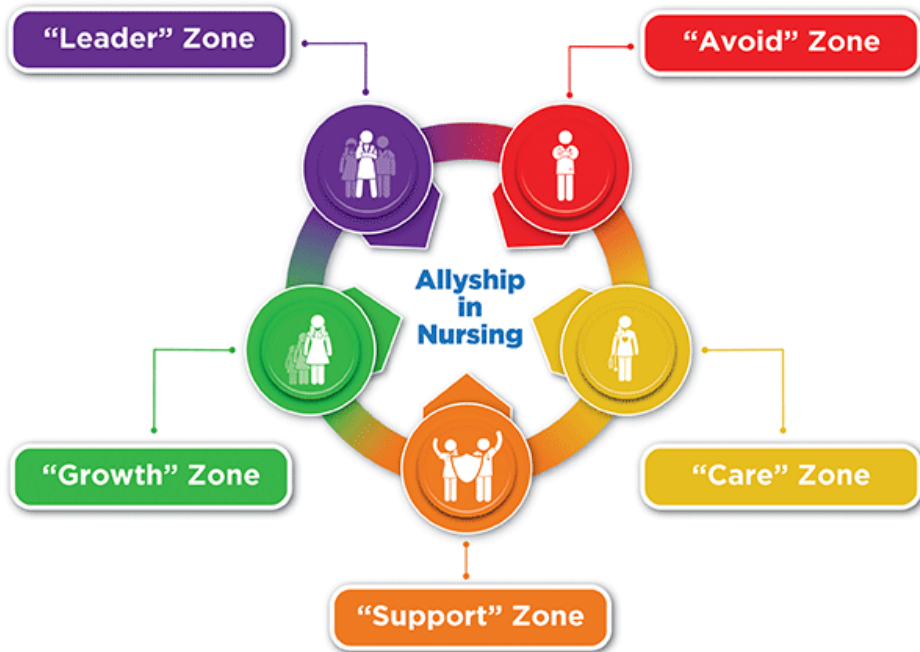 “Leader” Zone
“Avoid” Zone
Allyship
in
Nursing
“Growth” Zone
“Care” Zone
“Support” Zone